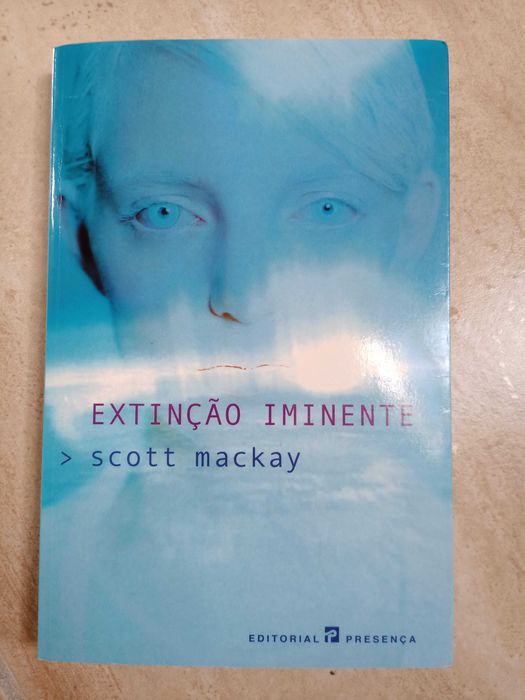 EXTINÇÃO IMINENTE
> scott mackay
EDITORIAL PRESENÇA